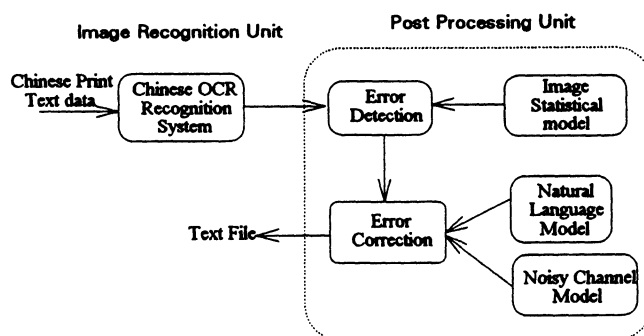 Image Recognition Unit
Post Processing Unit
Chinese Print
Text data
Chinese OCR
Recognition
System
Error
Detection
Image
Statistical
model
Error
Correction
Text File
Natural
Language
Model
Noisy Channel
Model